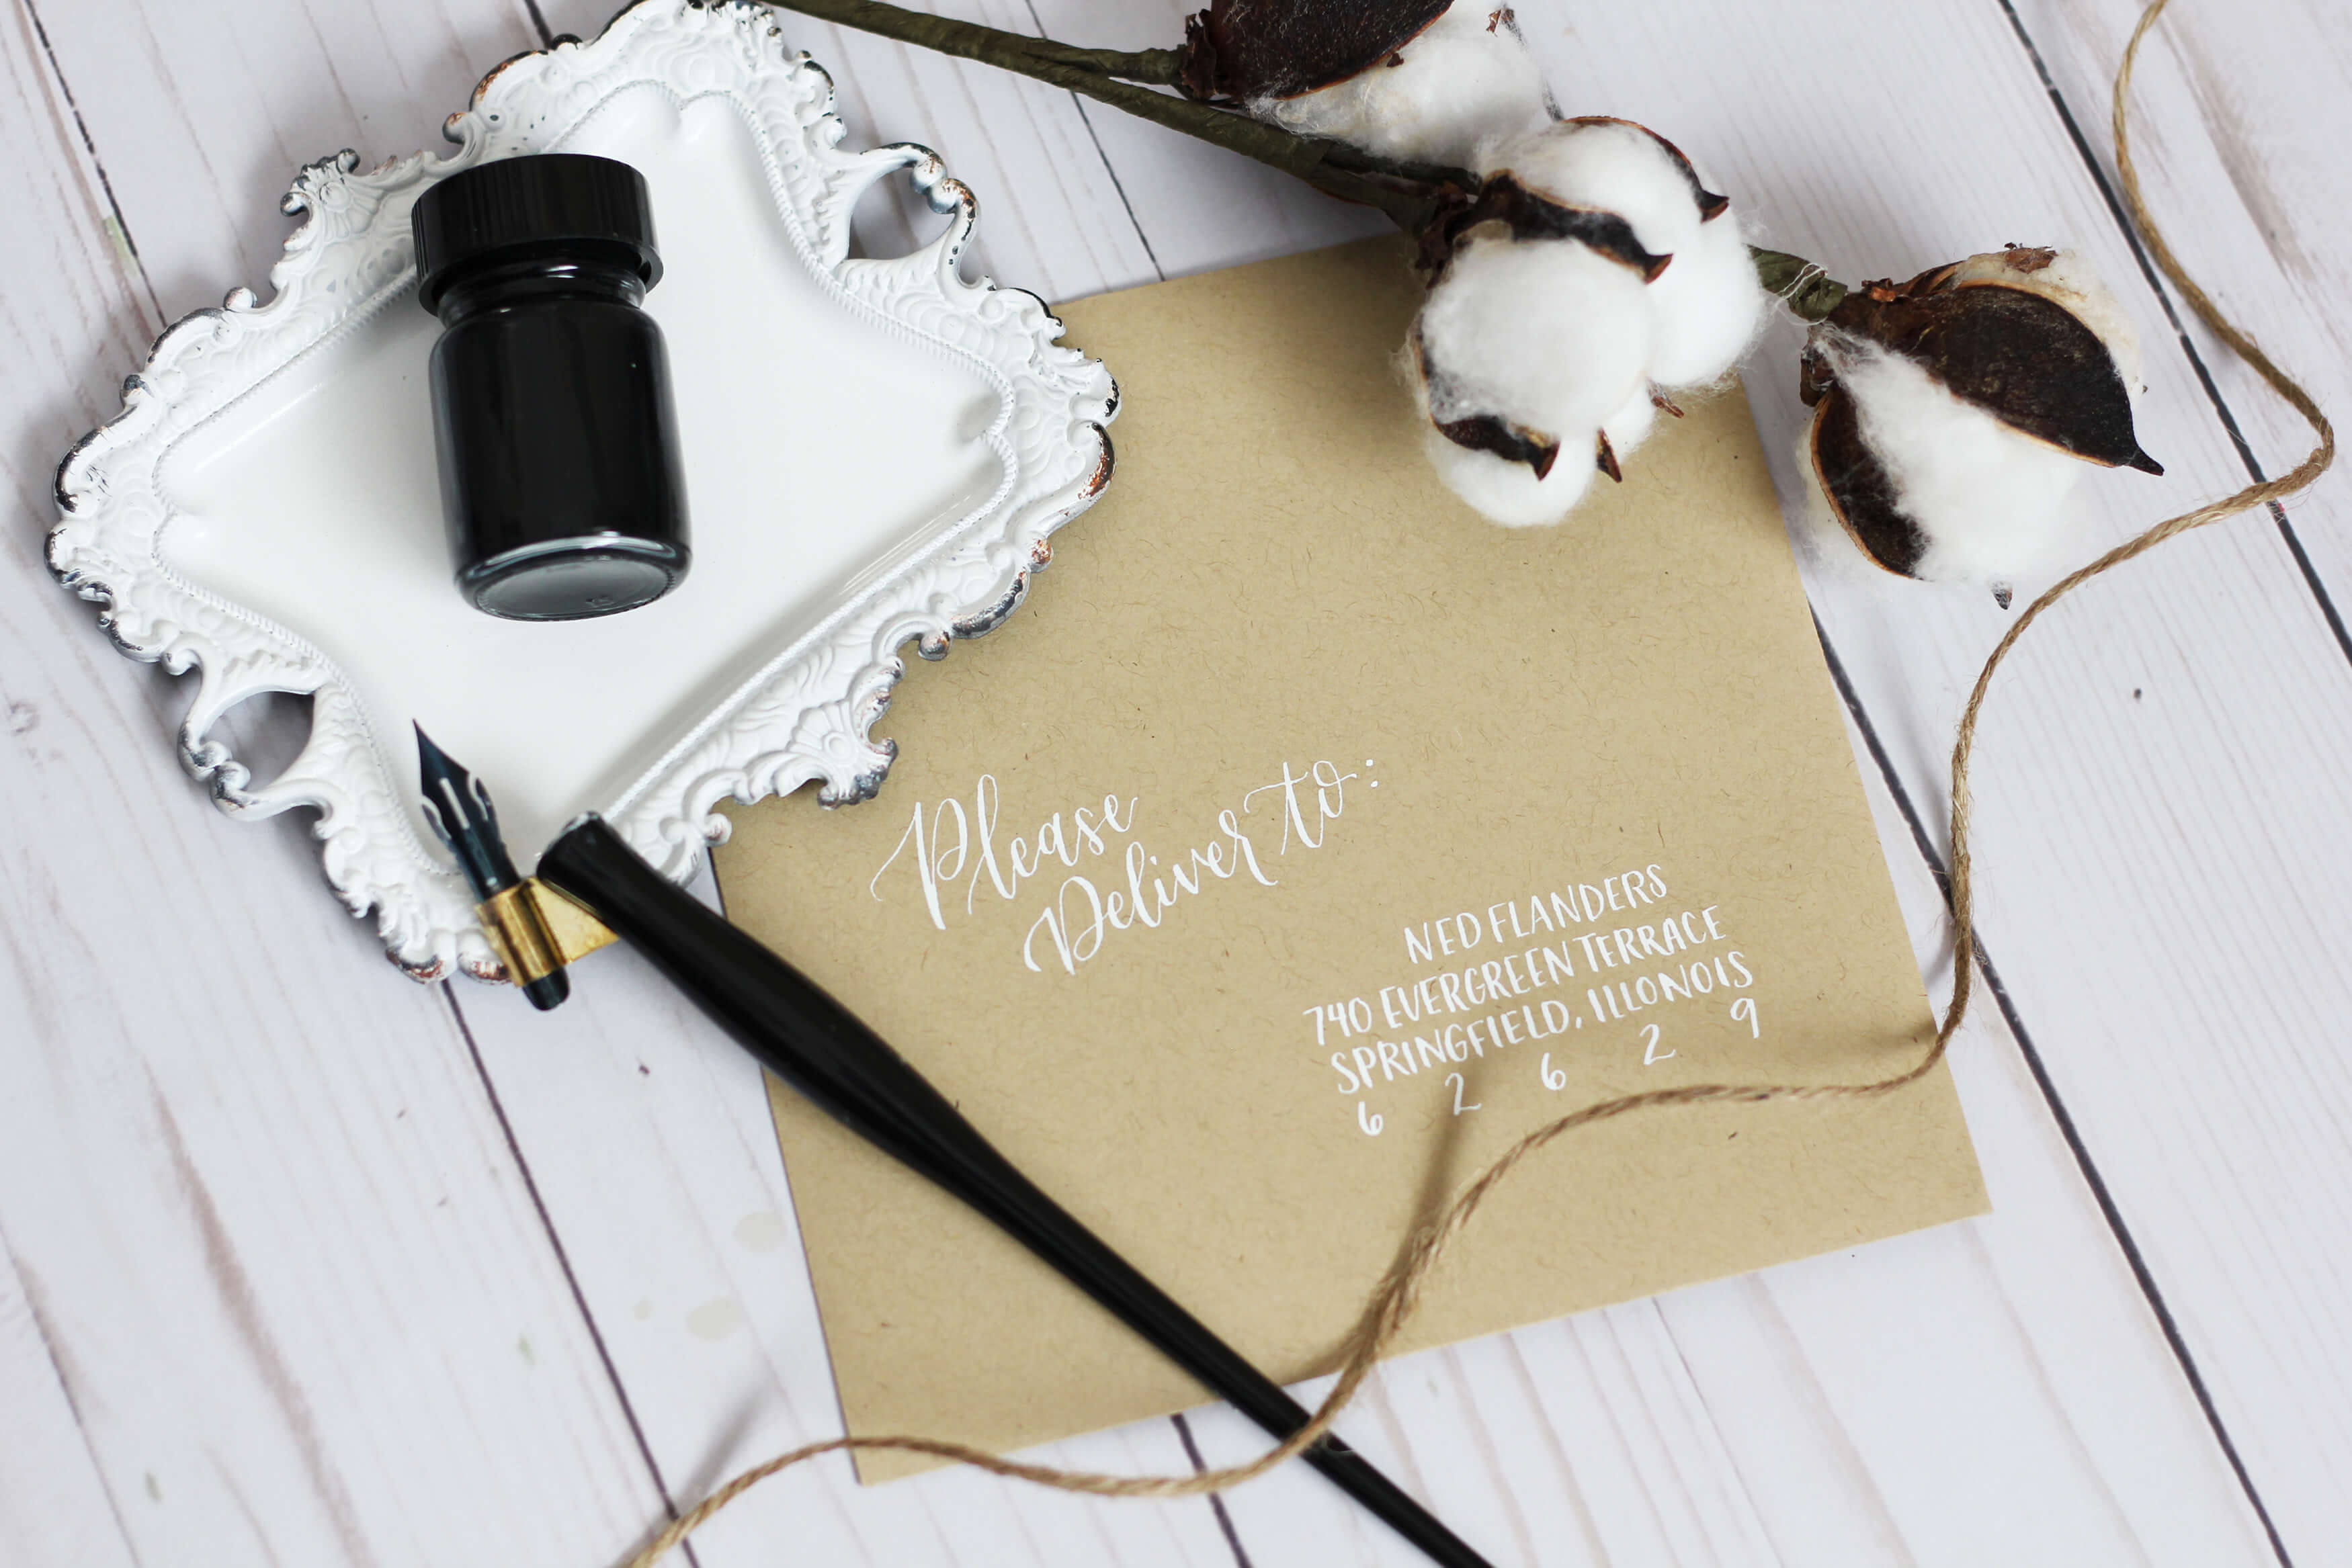 Please
Deliver to:
NED FLANDERS
740 EVERGREEN TERRACE
SPRINGFIELD, ILLONOIS
6 2 6 2 9